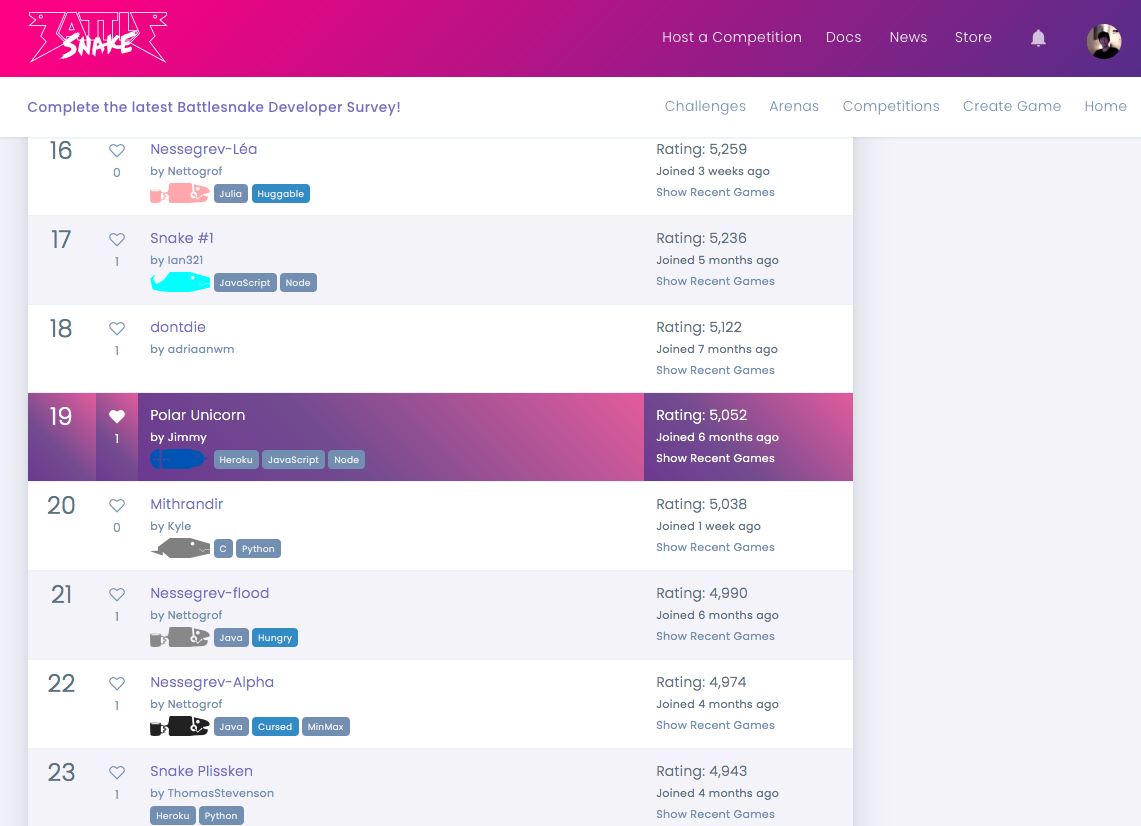 BATTLE
SNAKE
Host a Competition Docs News Store
Complete the latest Battlesnake Developer Survey!
Challenges Arenas Competitions Create Game Home
16 Nessegrev-Léa Rating: 5,259
0 by Nettogrof Joined 3 weeks ago
Julia Huggable Show Recent Games
17 Snake #1 Rating: 5,236
1 by Ian321 Joined 5 months ago
JavaScript Node Show Recent Games
18 dontdie Rating: 5,122
1 by adriaanwm Joined 7 months ago
Show Recent Games
19 Polar Unicorn Rating: 5,052
1 by Jimmy Joined 6 months ago
Heroku JavaScript Node Show Recent Games
20 Mithrandir Rating: 5,038
0 by Kyle Joined 1 week ago
C Python Show Recent Games
21 Nessegrev-flood Rating: 4,990
1 by Nettogrof Joined 6 months ago
Java Hungry Show Recent Games
22 Nessegrev-Alpha Rating: 4,974
1 by Nettogrof Joined 4 months ago
Java Cursed MinMax Show Recent Games
23 Snake Plissken Rating: 4,943
1 by ThomasStevenson Joined 4 months ago
Heroku Python Show Recent Games